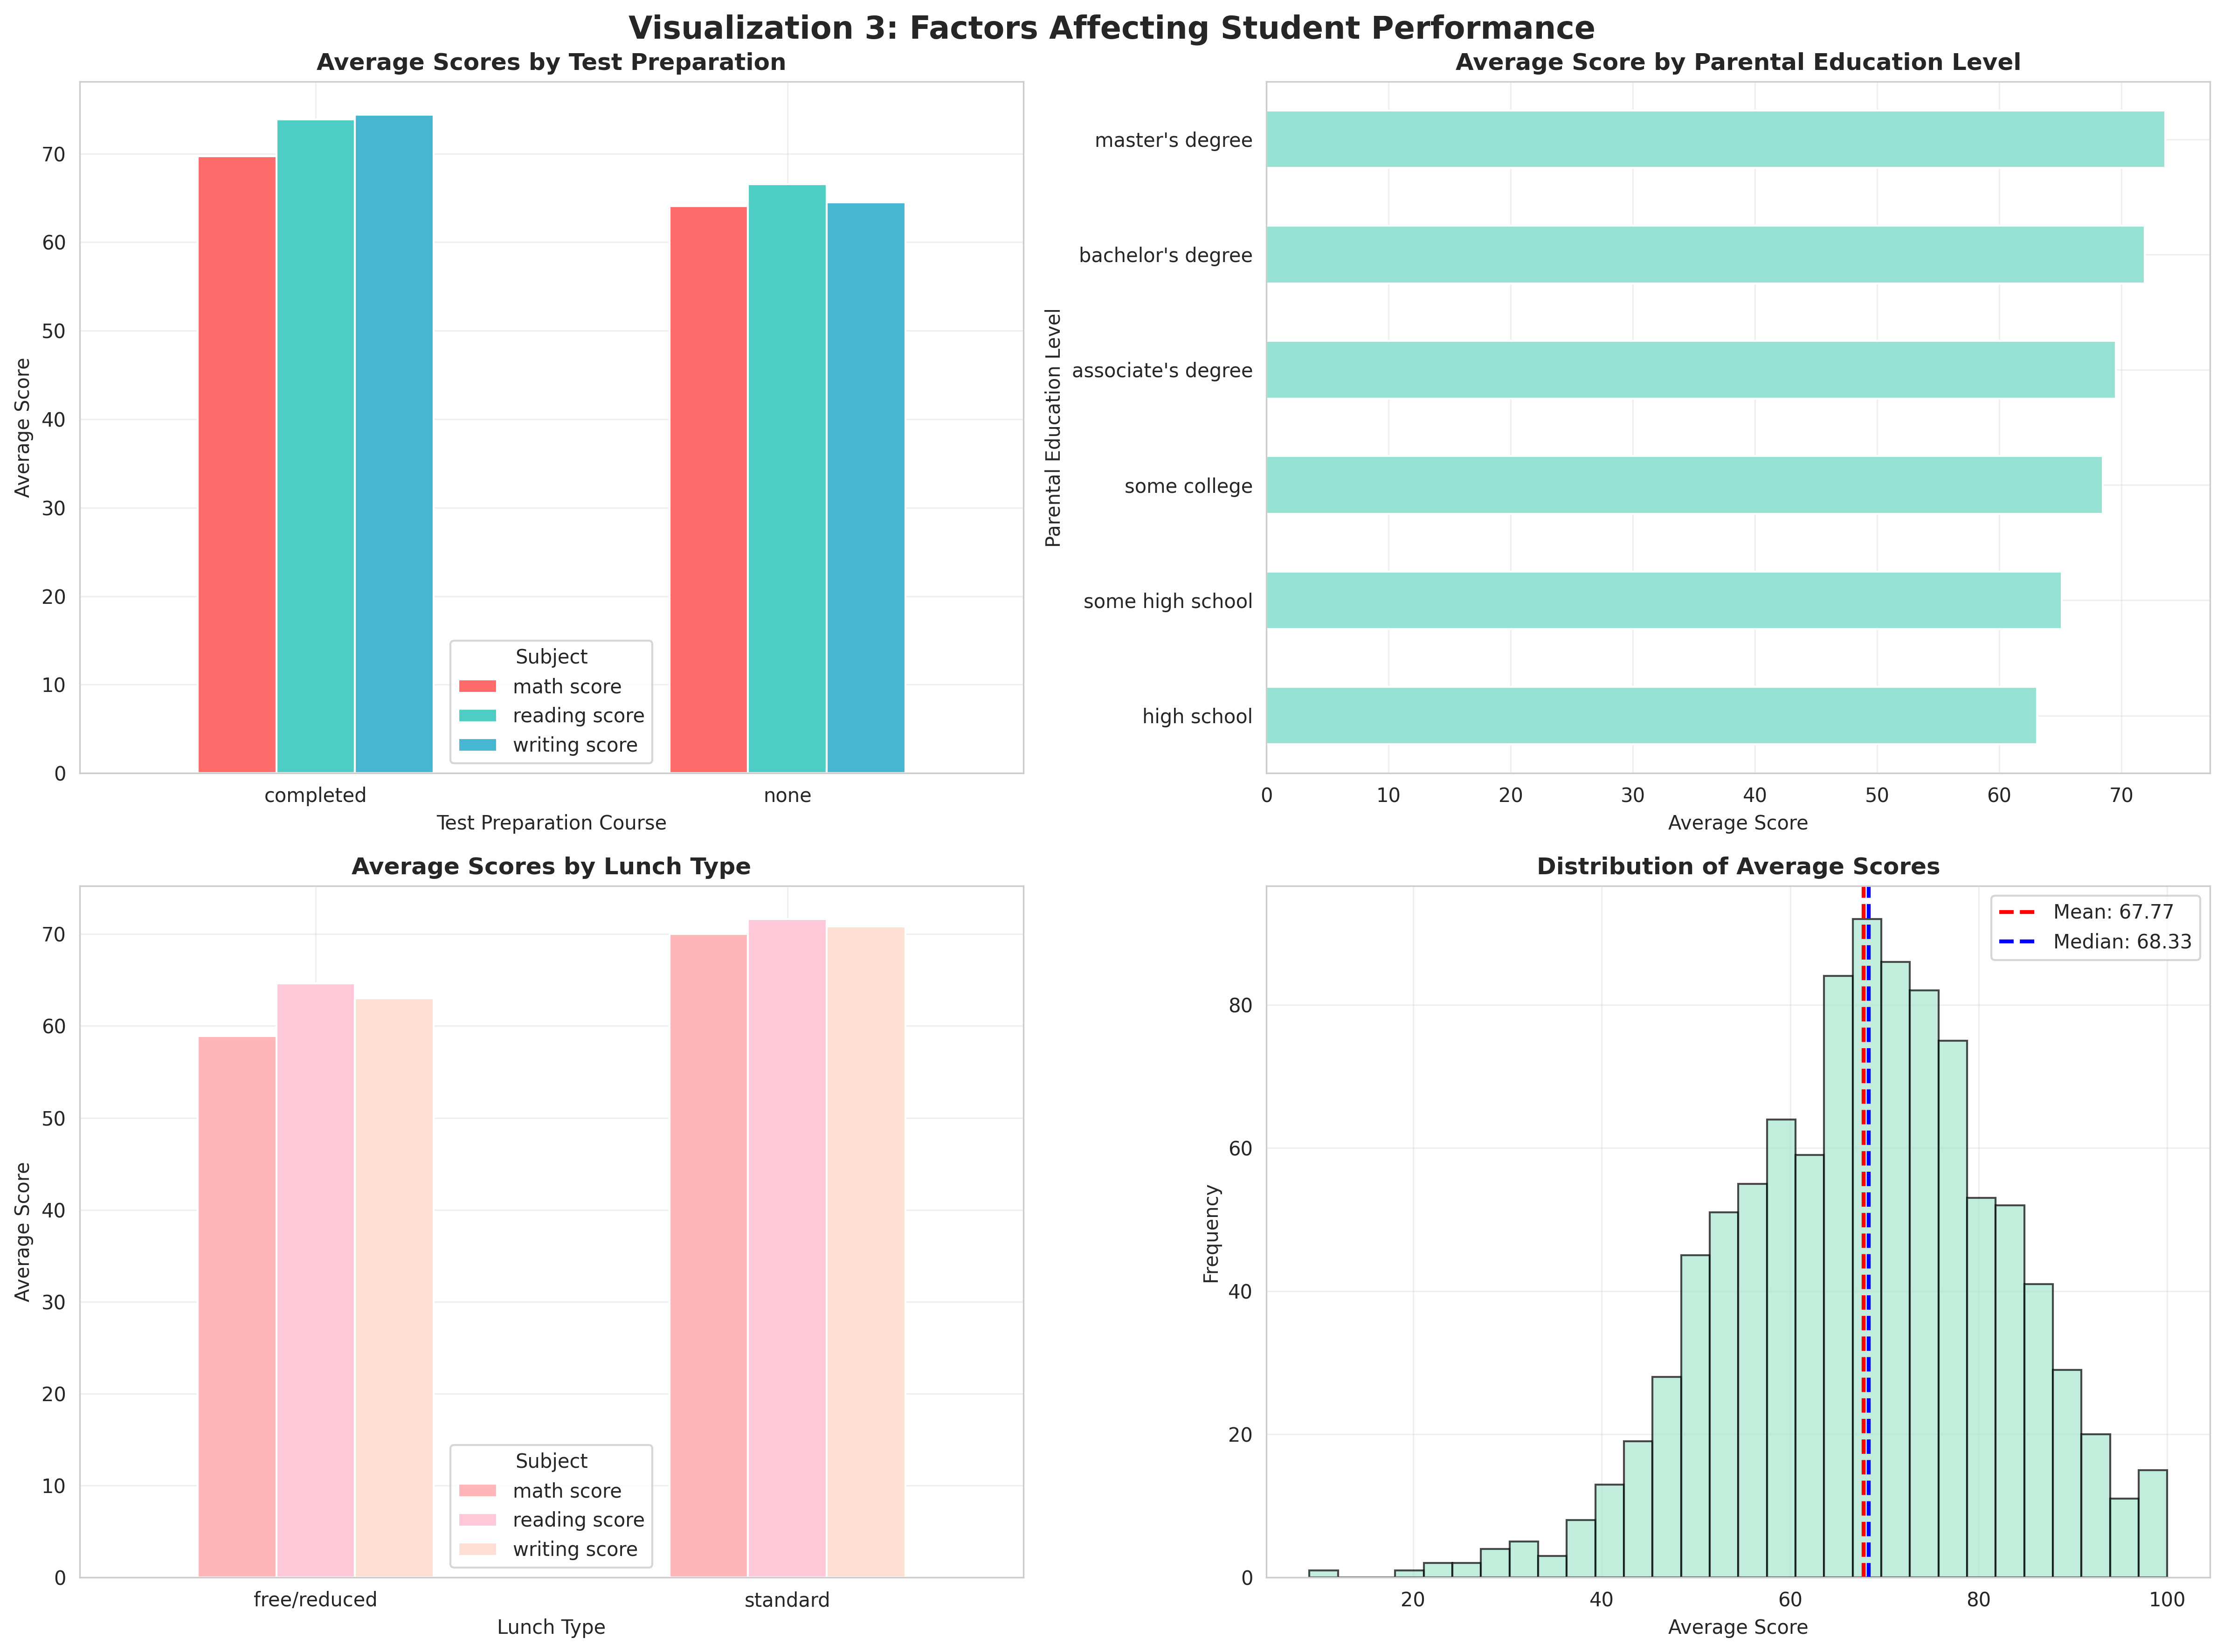 Visualization 3: Factors Affecting Student Performance
Average Scores by Test Preparation
Average Score
70
60
50
40
30
20
10
0
Subject
math score
reading score
writing score
completed
none
Test Preparation Course
Average Score by Parental Education Level
Parental Education Level
master's degree
bachelor's degree
associate's degree
some college
some high school
high school
0 10 20 30 40 50 60 70
Average Score
Average Scores by Lunch Type
Average Score
70
60
50
40
30
20
10
0
Subject
math score
reading score
writing score
free/reduced
standard
Lunch Type
Distribution of Average Scores
Mean: 67.77
Median: 68.33
Frequency
80
60
40
20
0
20 40 60 80 100
Average Score